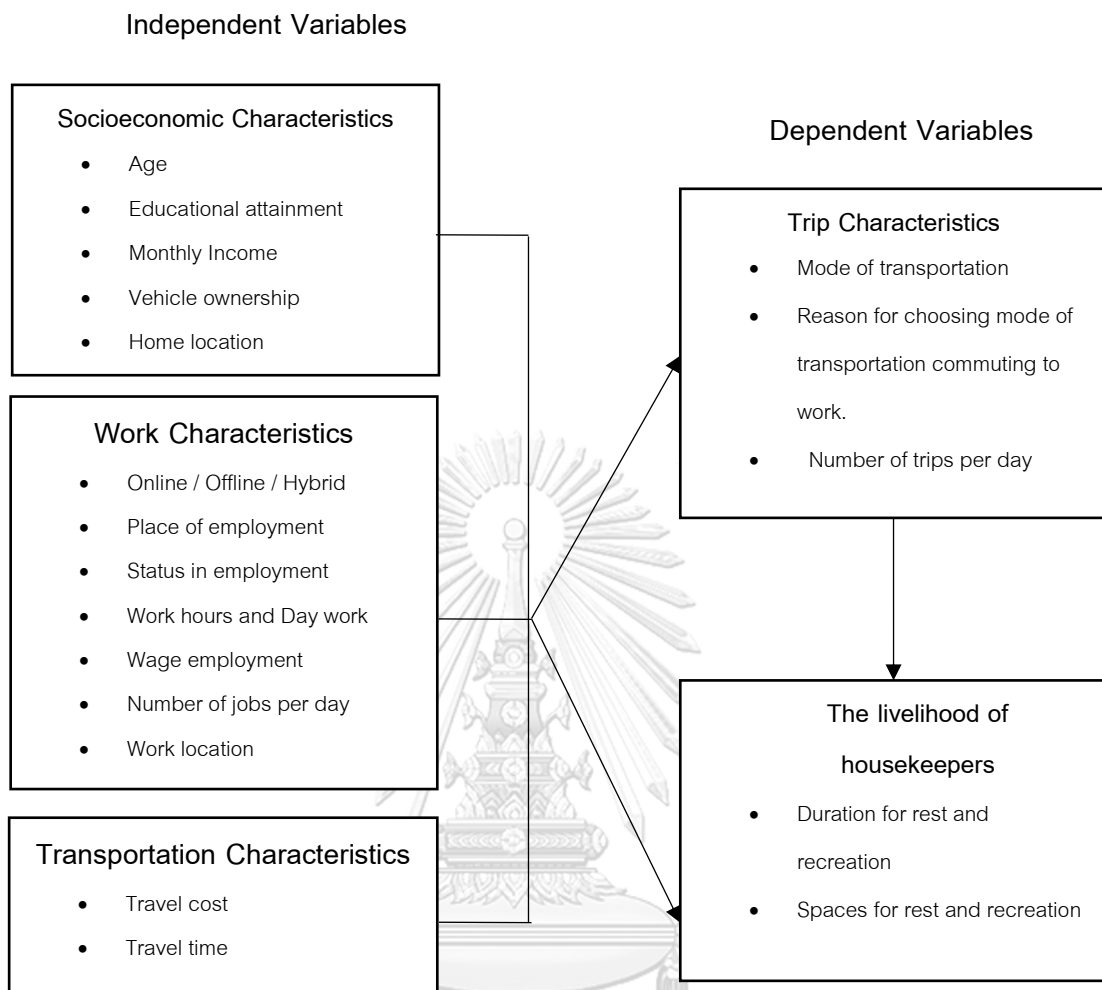 Independent Variables
Socioeconomic Characteristics
• Age
• Educational attainment
• Monthly Income
• Vehicle ownership
• Home location
Work Characteristics
• Online / Offline / Hybrid
• Place of employment
• Status in employment
• Work hours and Day work
• Wage employment
• Number of jobs per day
• Work location
Transportation Characteristics
• Travel cost
• Travel time
Dependent Variables
Trip Characteristics
• Mode of transportation
• Reason for choosing mode of
transportation commuting to
work.
• Number of trips per day
The livelihood of
housekeepers
• Duration for rest and
recreation
• Spaces for rest and recreation